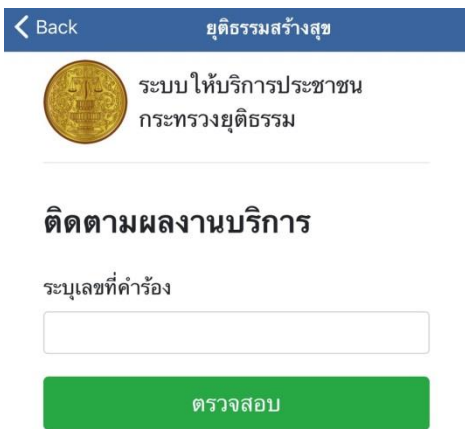 Back
ยุติธรรมสร้างสุข
ระบบให้บริการประชาชน
กระทรวงยุติธรรม
ติดตามผลงานบริการ
ระบุเลขที่คำร้อง
ตรวจสอบ